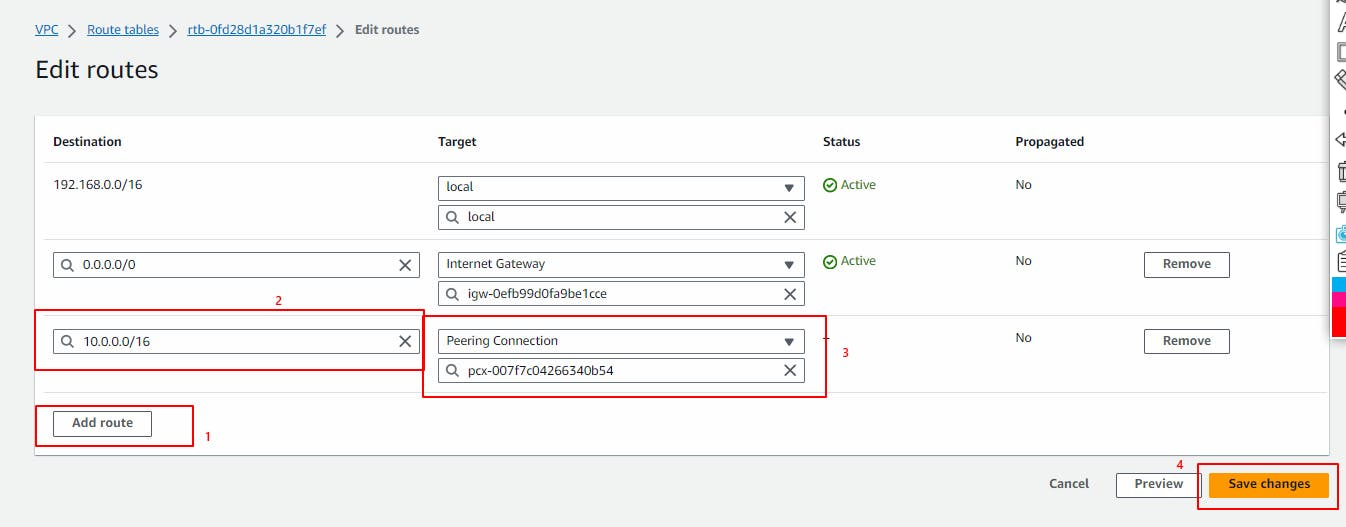 VPC > Route tables > rtb-0fd28d1a320b1f7ef > Edit routes
Edit routes
Destination Target Status Propagated
192.168.0.0/16 local Active No
local
0.0.0.0/0 Internet Gateway Active No Remove
igw-0efb99d0fa9be1cce
2
10.0.0.0/16 Peering Connection - No Remove
3
pcx-007f7c04266340b54
Add route
1
4
Cancel Preview Save changes